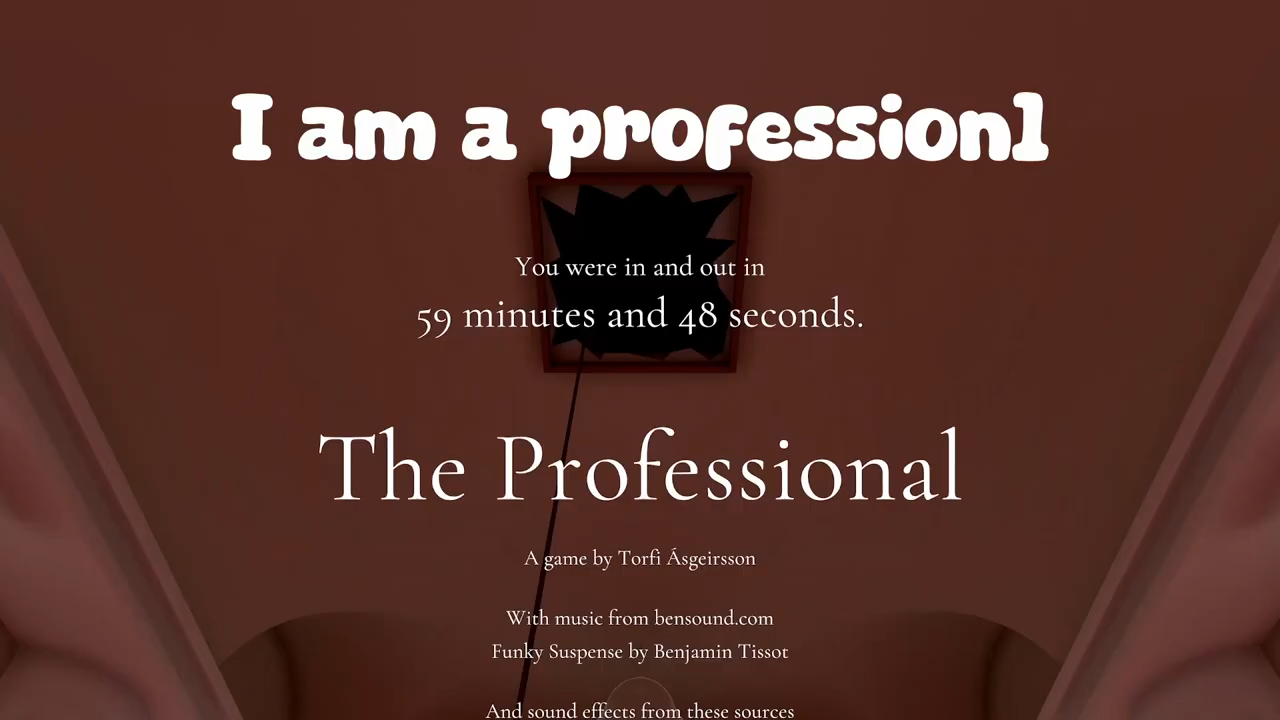 I am a professionl
You were in and out in
59 minutes and 48 seconds.
The Professional
A game by Torfi Ásgeirsson
With music from bensound.com
Funky Suspense by Benjamin Tissot
And sound effects from these sources